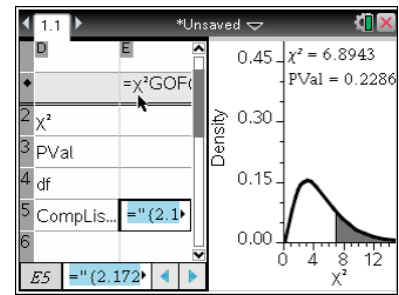 1.1 *Unsaved
D E
♦ =χ²GOF(
2 χ²
3 PVal
4 df
5 CompLis... ="{2.1
6
E5 ="{2.172
χ² = 6.8943
PVal = 0.2286
0.45
0.30
0.15
0.00
Density
0 4 8 12
χ²